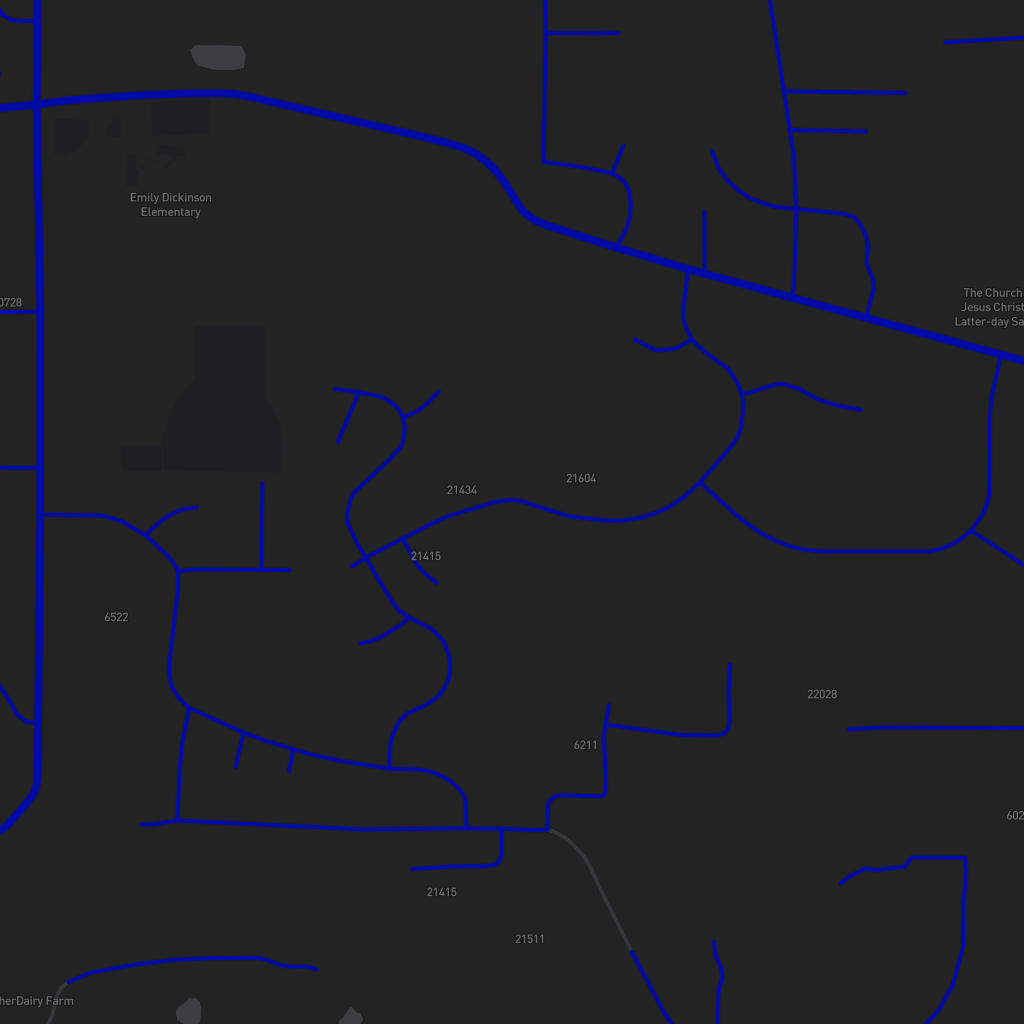 Emily Dickinson
Elementary
0728
The Church
Jesus Christ
Latter-day Sa
21604
21434
21415
6522
22028
6211
602
21415
21511
herDairy Farm